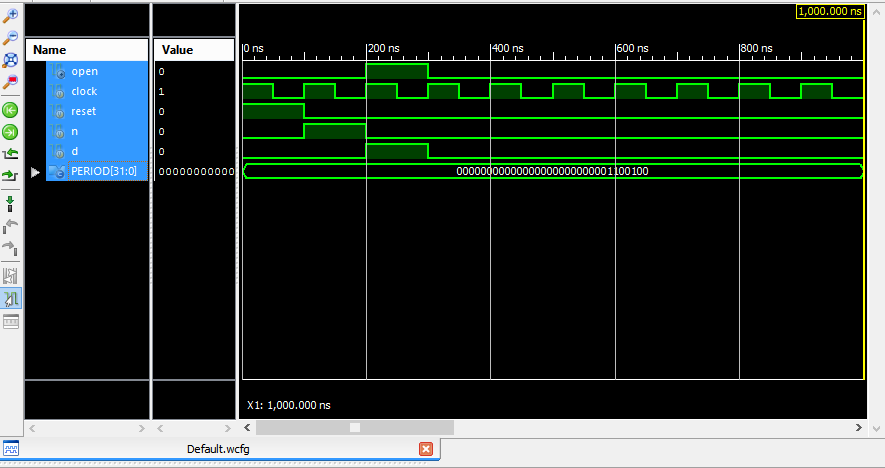 1,000.000 ns
Name Value
0 ns 200 ns 400 ns 600 ns 800 ns
open 0
clock 1
reset 0
n 0
d 0
PERIOD[31:0] 00000000000 00000000000000000000000001100100
X1: 1,000.000 ns
Default.wcfg